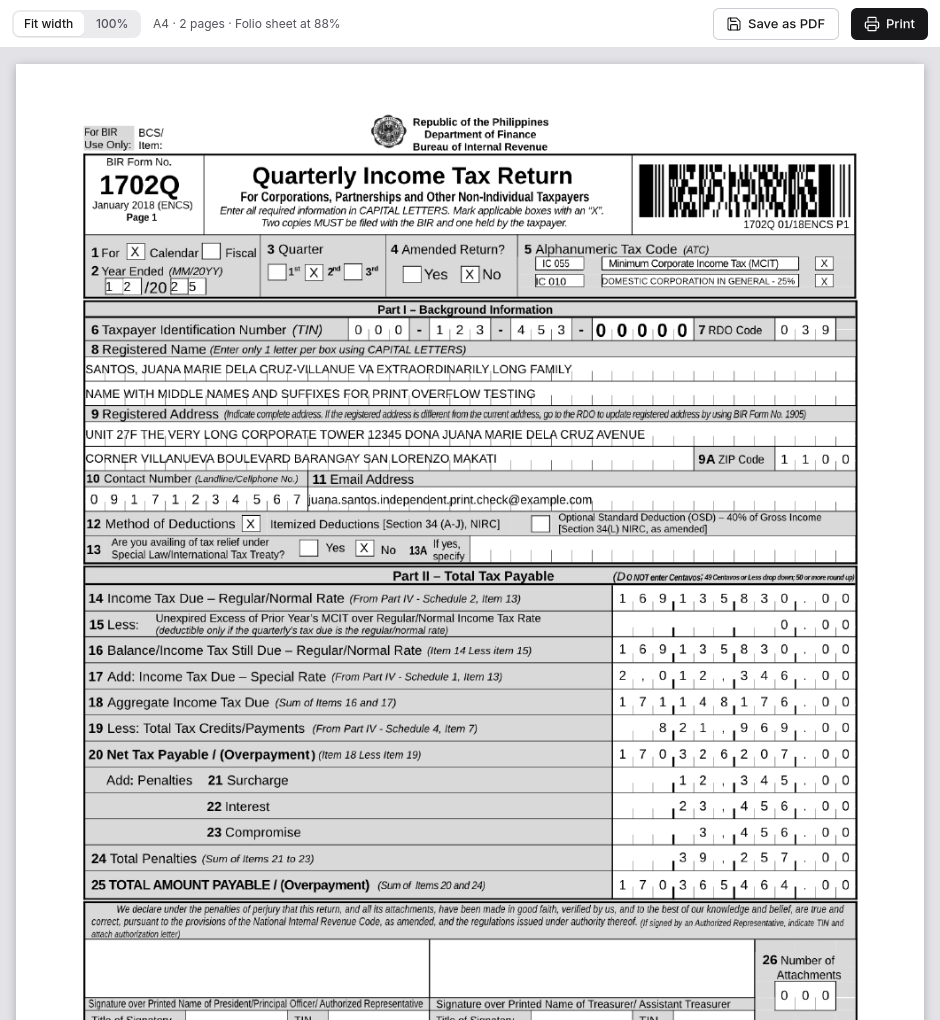 Fit width 100% A4 · 2 pages · Folio sheet at 88% Save as PDF Print
For BIR Use Only: BCS/ Item:
Republic of the Philippines
Department of Finance
Bureau of Internal Revenue
BIR Form No.
1702Q
January 2018 (ENCS)
Page 1
Quarterly Income Tax Return
For Corporations, Partnerships and Other Non-Individual Taxpayers
Enter all required information in CAPITAL LETTERS. Mark applicable boxes with an “X”.
Two copies MUST be filed with the BIR and one held by the taxpayer.
1702Q 01/18ENCS P1
1 For X Calendar Fiscal
2 Year Ended (MM/20YY)
1 2 /20 2 5
3 Quarter
1st X 2nd 3rd
4 Amended Return?
Yes X No
5 Alphanumeric Tax Code (ATC)
IC 055 Minimum Corporate Income Tax (MCIT) X
IC 010 DOMESTIC CORPORATION IN GENERAL - 25% X
Part I – Background Information
6 Taxpayer Identification Number (TIN) 0 0 0 - 1 2 3 - 4 5 3 - 0 0 0 0 0 7 RDO Code 0 3 9
8 Registered Name (Enter only 1 letter per box using CAPITAL LETTERS)
SANTOS, JUANA MARIE DELA CRUZ-VILLANUE VA EXTRAORDINARILY LONG FAMILY
NAME WITH MIDDLE NAMES AND SUFFIXES FOR PRINT OVERFLOW TESTING
9 Registered Address (Indicate complete address. If the registered address is different from the current address, go to the RDO to update registered address by using BIR Form No. 1905)
UNIT 27F THE VERY LONG CORPORATE TOWER 12345 DONA JUANA MARIE DELA CRUZ AVENUE
CORNER VILLANUEVA BOULEVARD BARANGAY SAN LORENZO MAKATI 9A ZIP Code 1 1 0 0
10 Contact Number (Landline/Cellphone No.) 11 Email Address
0 9 1 7 1 2 3 4 5 6 7 juana.santos.independent.print.check@example.com
12 Method of Deductions X Itemized Deductions [Section 34 (A-J), NIRC] Optional Standard Deduction (OSD) – 40% of Gross Income [Section 34(L) NIRC, as amended]
13 Are you availing of tax relief under Special Law/International Tax Treaty? Yes X No 13A If yes, specify
Part II – Total Tax Payable (Do NOT enter Centavos; 49 Centavos or Less drop down; 50 or more round up)
14 Income Tax Due – Regular/Normal Rate (From Part IV - Schedule 2, Item 13) 1 6 9 1 3 5 8 3 0 . 0 0
15 Less: Unexpired Excess of Prior Year’s MCIT over Regular/Normal Income Tax Rate (deductible only if the quarterly’s tax due is the regular/normal rate) 0 . 0 0
16 Balance/Income Tax Still Due – Regular/Normal Rate (Item 14 Less item 15) 1 6 9 1 3 5 8 3 0 . 0 0
17 Add: Income Tax Due – Special Rate (From Part IV - Schedule 1, Item 13) 2 , 0 1 2 , 3 4 6 . 0 0
18 Aggregate Income Tax Due (Sum of Items 16 and 17) 1 7 1 1 4 8 1 7 6 . 0 0
19 Less: Total Tax Credits/Payments (From Part IV - Schedule 4, Item 7) 8 2 1 , 9 6 9 . 0 0
20 Net Tax Payable / (Overpayment) (Item 18 Less Item 19) 1 7 0 3 2 6 2 0 7 . 0 0
Add: Penalties 21 Surcharge 1 2 , 3 4 5 . 0 0
22 Interest 2 3 , 4 5 6 . 0 0
23 Compromise 3 , 4 5 6 . 0 0
24 Total Penalties (Sum of Items 21 to 23) 3 9 , 2 5 7 . 0 0
25 TOTAL AMOUNT PAYABLE / (Overpayment) (Sum of Items 20 and 24) 1 7 0 3 6 5 4 6 4 . 0 0
We declare under the penalties of perjury that this return, and all its attachments, have been made in good faith, verified by us, and to the best of our knowledge and belief, are true and
correct, pursuant to the provisions of the National Internal Revenue Code, as amended, and the regulations issued under authority thereof. (If signed by an Authorized Representative, indicate TIN and
attach authorization letter)
26 Number of Attachments
0 0 0
Signature over Printed Name of President/Principal Officer/ Authorized Representative Signature over Printed Name of Treasurer/ Assistant Treasurer
Title of Signatory TIN Title of Signatory TIN